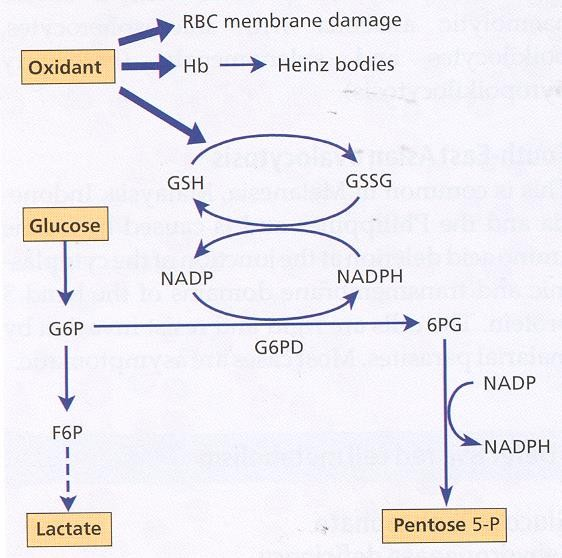 RBC membrane damage
Oxidant
Hb
Heinz bodies
GSH
GSSG
Glucose
NADP
NADPH
G6P
6PG
G6PD
NADP
F6P
NADPH
Lactate
Pentose 5-P